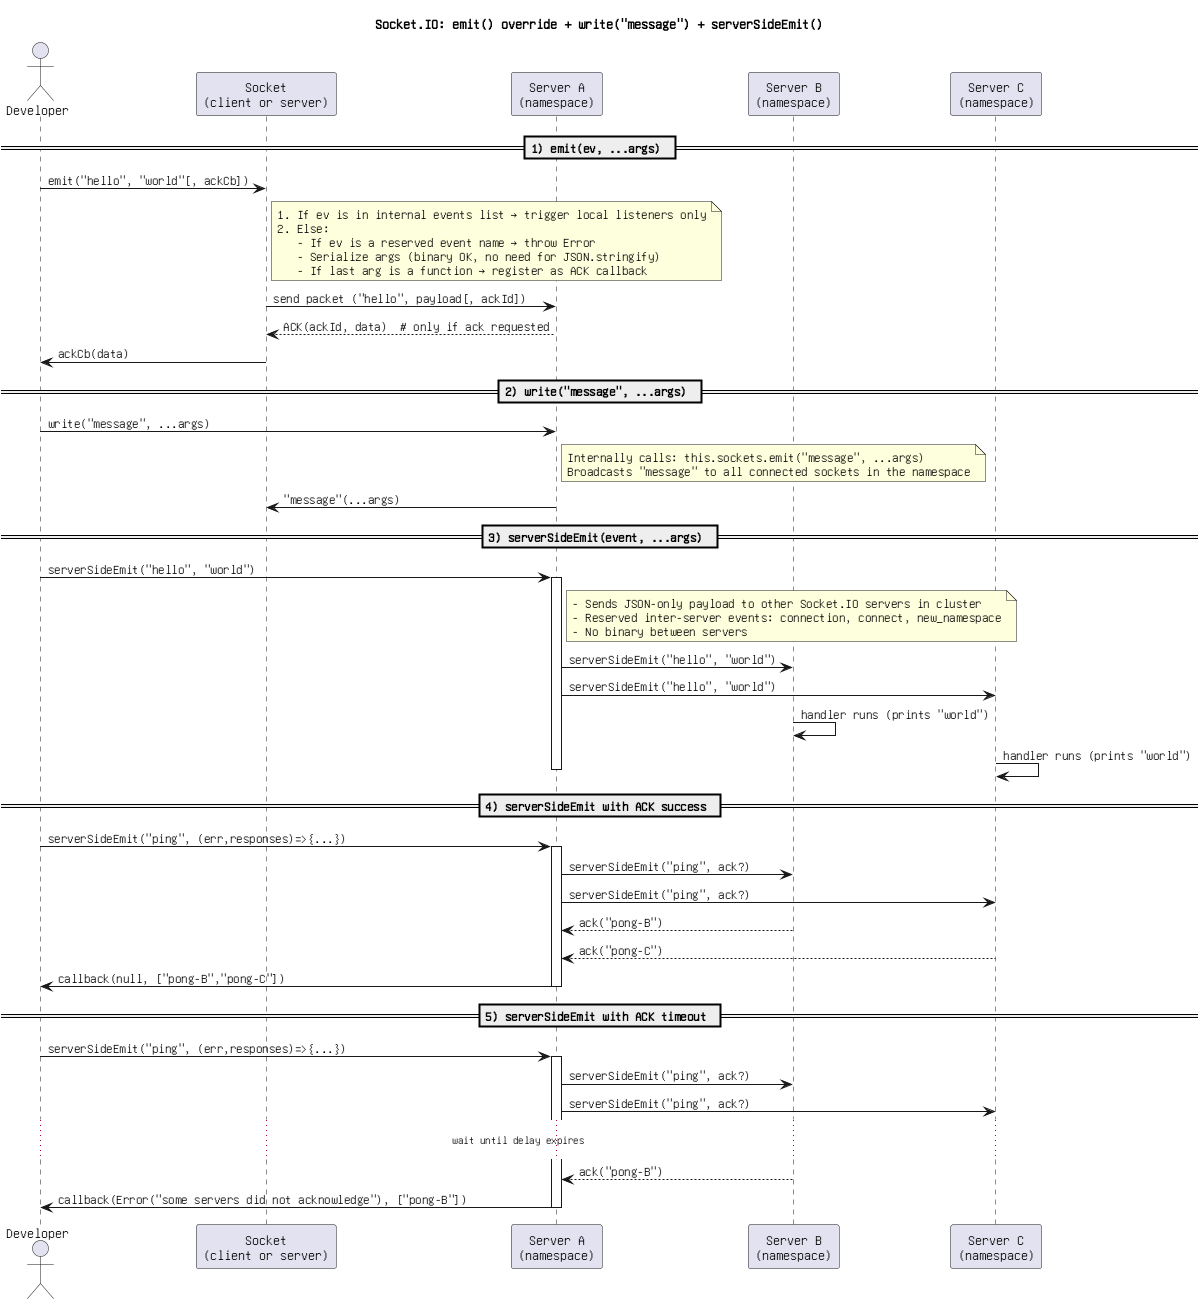 Socket.IO: emit() override + write("message") + serverSideEmit()
Developer
Socket
(client or server)
Server A
(namespace)
Server B
(namespace)
Server C
(namespace)
1) emit(ev, ...args)
emit("hello", "world"[, ackCb])
1. If ev is in internal events list → trigger local listeners only
2. Else:
- If ev is a reserved event name → throw Error
- Serialize args (binary OK, no need for JSON.stringify)
- If last arg is a function → register as ACK callback
send packet ("hello", payload[, ackId])
ACK(ackId, data)  # only if ack requested
ackCb(data)
2) write("message", ...args)
write("message", ...args)
Internally calls: this.sockets.emit("message", ...args)
Broadcasts "message" to all connected sockets in the namespace
"message"(...args)
3) serverSideEmit(event, ...args)
serverSideEmit("hello", "world")
- Sends JSON-only payload to other Socket.IO servers in cluster
- Reserved inter-server events: connection, connect, new_namespace
- No binary between servers
serverSideEmit("hello", "world")
serverSideEmit("hello", "world")
handler runs (prints "world")
handler runs (prints "world")
4) serverSideEmit with ACK success
serverSideEmit("ping", (err,responses)=>{...})
serverSideEmit("ping", ack?)
serverSideEmit("ping", ack?)
ack("pong-B")
ack("pong-C")
callback(null, ["pong-B","pong-C"])
5) serverSideEmit with ACK timeout
serverSideEmit("ping", (err,responses)=>{...})
serverSideEmit("ping", ack?)
serverSideEmit("ping", ack?)
wait until delay expires
ack("pong-B")
callback(Error("some servers did not acknowledge"), ["pong-B"])
Developer
Socket
(client or server)
Server A
(namespace)
Server B
(namespace)
Server C
(namespace)